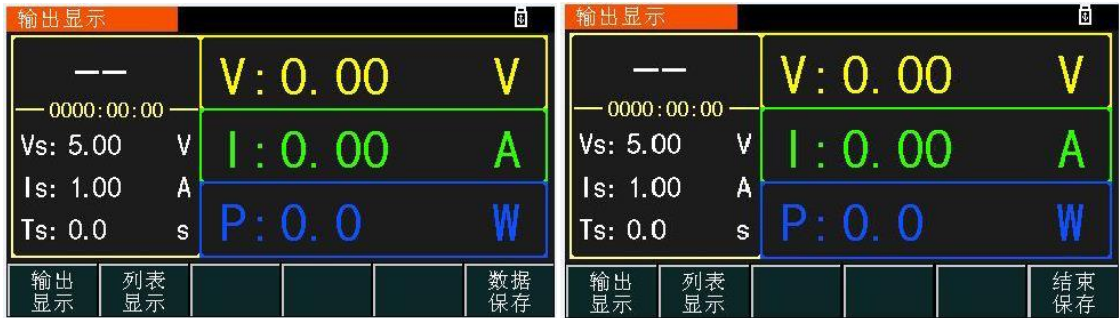 输出显示
--
0000:00:00
Vs: 5.00 V
Is: 1.00 A
Ts: 0.0 s
V: 0.00 V
I: 0.00 A
P: 0.0 W
输出
显示
列表
显示
数据
保存
输出显示
--
0000:00:00
Vs: 5.00 V
Is: 1.00 A
Ts: 0.0 s
V: 0.00 V
I: 0.00 A
P: 0.0 W
输出
显示
列表
显示
结束
保存